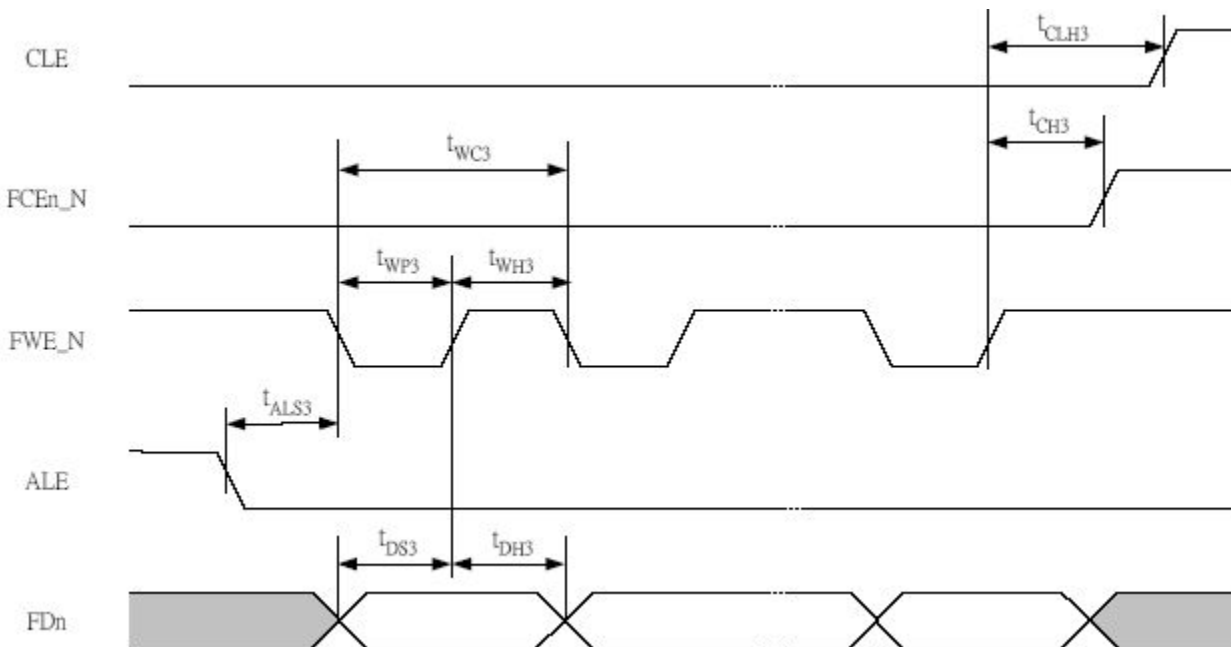 CLE
tCLH3
tCH3
tWC3
FCEn_N
tWP3
tWH3
FWE_N
tALS3
ALE
tDS3
tDH3
FDn